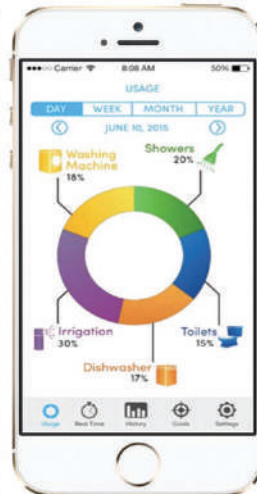 Carrier 8:08 AM 50%
USAGE
DAY WEEK MONTH YEAR
JUNE 10, 2015
Showers
20%
Washing
Machine
18%
Irrigation
30%
Toilets
15%
Dishwasher
17%
Usage Real Time History Goals Settings